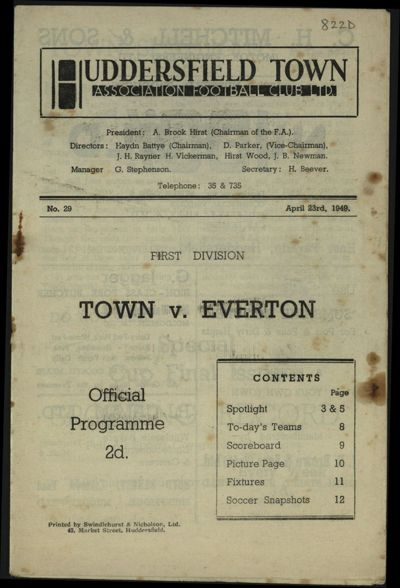 822D
HUDDERSFIELD TOWN
ASSOCIATION FOOTBALL CLUB LTD.
President: A. Brook Hirst (Chairman of the F.A.).
Directors: Haydn Battye (Chairman), D. Parker, (Vice-Chairman),
J. H. Rayner H. Vickerman, Hirst Wood, J. B. Newman.
Manager G. Stephenson. Secretary: H. Beever.
Telephone: 35 & 735
No. 29 April 23rd, 1949.
FIRST DIVISION
TOWN v. EVERTON
Official
Programme
2d.
CONTENTS
Page
Spotlight 3 & 5
To-day's Teams 8
Scoreboard 9
Picture Page 10
Fixtures 11
Soccer Snapshots 12
Printed by Swindlehurst & Nicholson, Ltd.
Market Street, Huddersfield.